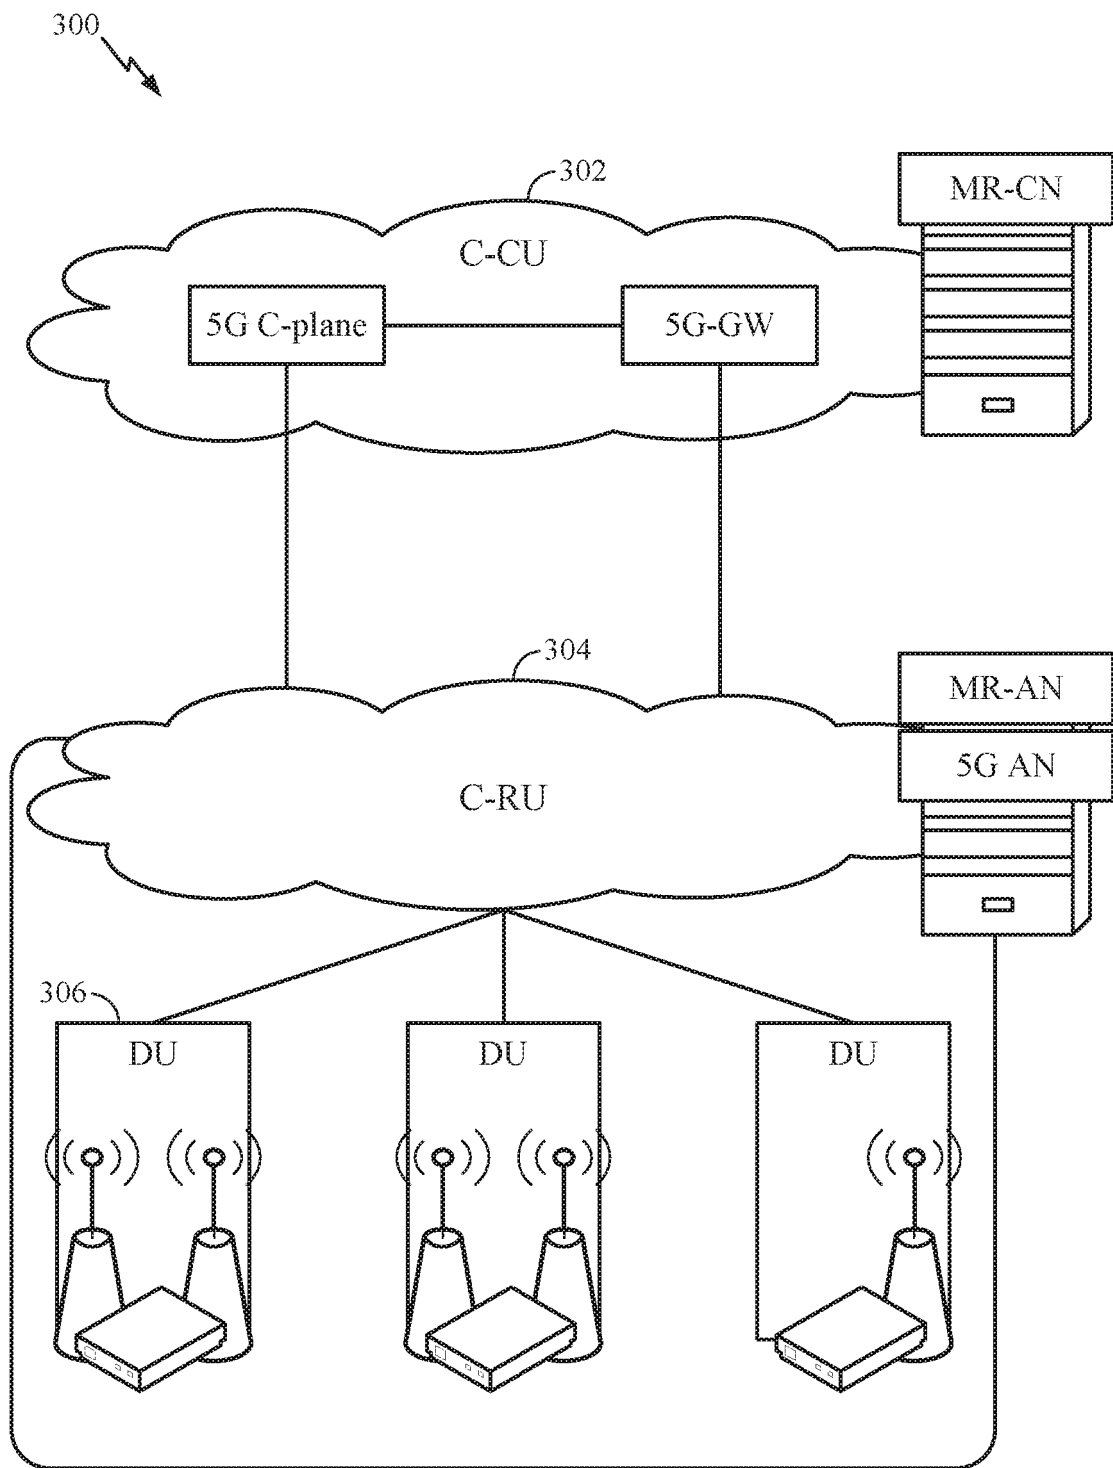 300
302
MR-CN
C-CU
5G C-plane
5G-GW
304
MR-AN
5G AN
C-RU
306
DU
DU
DU